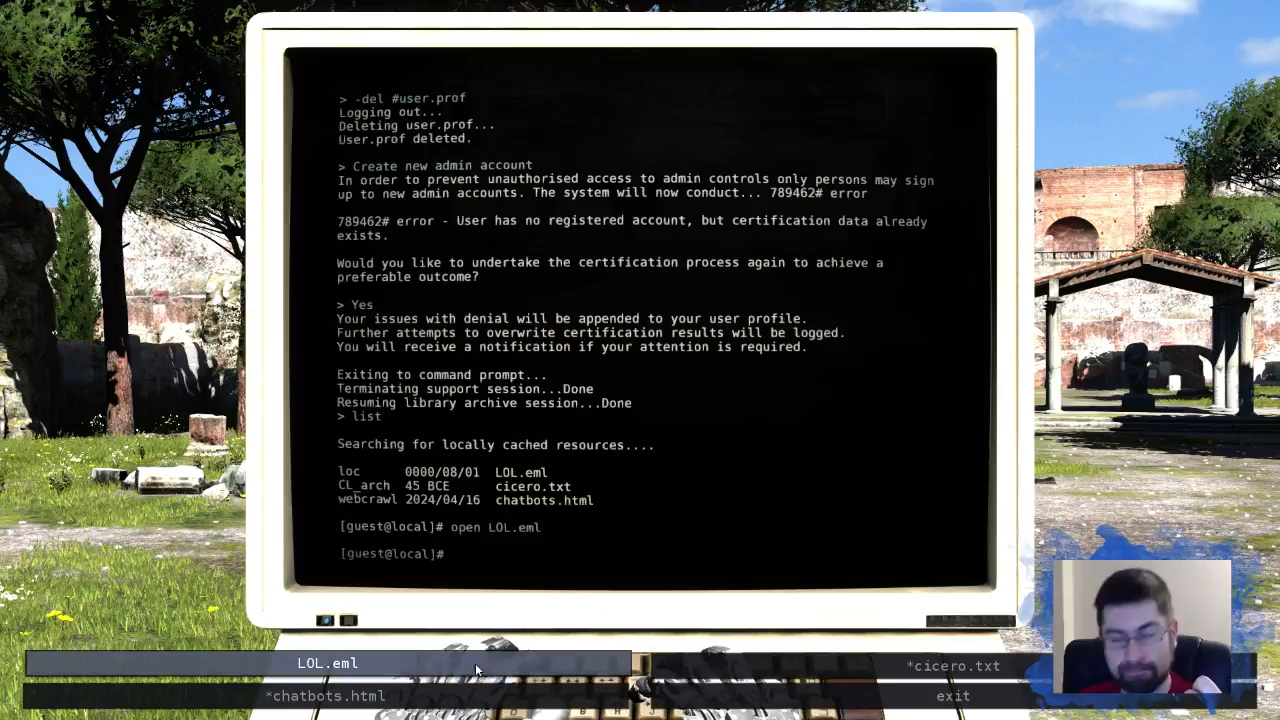 > -del #user.prof
Logging out...
Deleting user.prof...
User.prof deleted.
> Create new admin account
In order to prevent unauthorised access to admin controls only persons may sign
up to new admin accounts. The system will now conduct... 789462# error
789462# error - User has no registered account, but certification data already
exists.
Would you like to undertake the certification process again to achieve a
preferable outcome?
> Yes
Your issues with denial will be appended to your user profile.
Further attempts to overwrite certification results will be logged.
You will receive a notification if your attention is required.
Exiting to command prompt...
Terminating support session...Done
Resuming library archive session...Done
> list
Searching for locally cached resources....
loc 0000/08/01 LOL.eml
CL_arch 45 BCE cicero.txt
webcrawl 2024/04/16 chatbots.html
[guest@local]# open LOL.eml
[guest@local]#
LOL.eml *cicero.txt
*chatbots.html exit